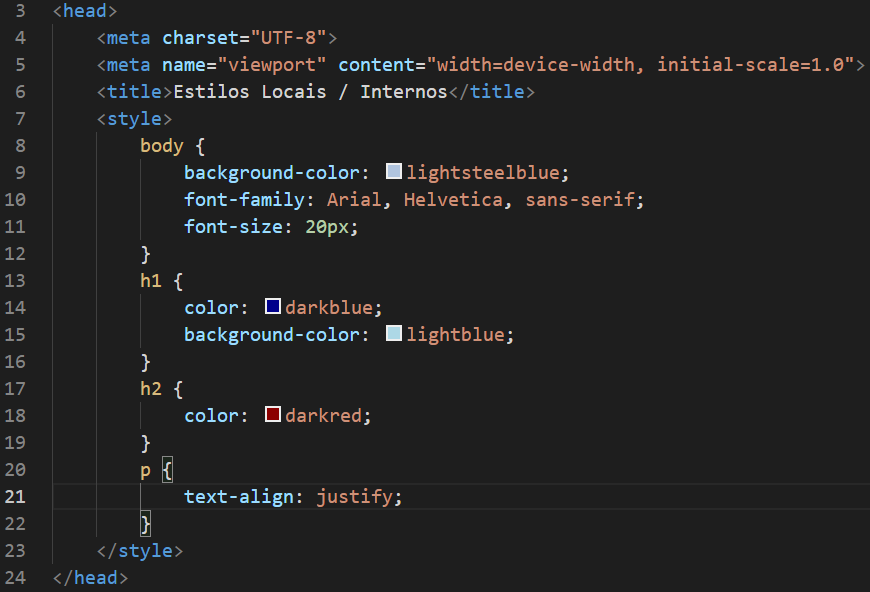 3 <head>
4     <meta charset="UTF-8">
5     <meta name="viewport" content="width=device-width, initial-scale=1.0">
6     <title>Estilos Locais / Internos</title>
7     <style>
8         body {
9             background-color: lightsteelblue;
10             font-family: Arial, Helvetica, sans-serif;
11             font-size: 20px;
12         }
13         h1 {
14             color: darkblue;
15             background-color: lightblue;
16         }
17         h2 {
18             color: darkred;
19         }
20         p {
21             text-align: justify;
22         }
23     </style>
24 </head>